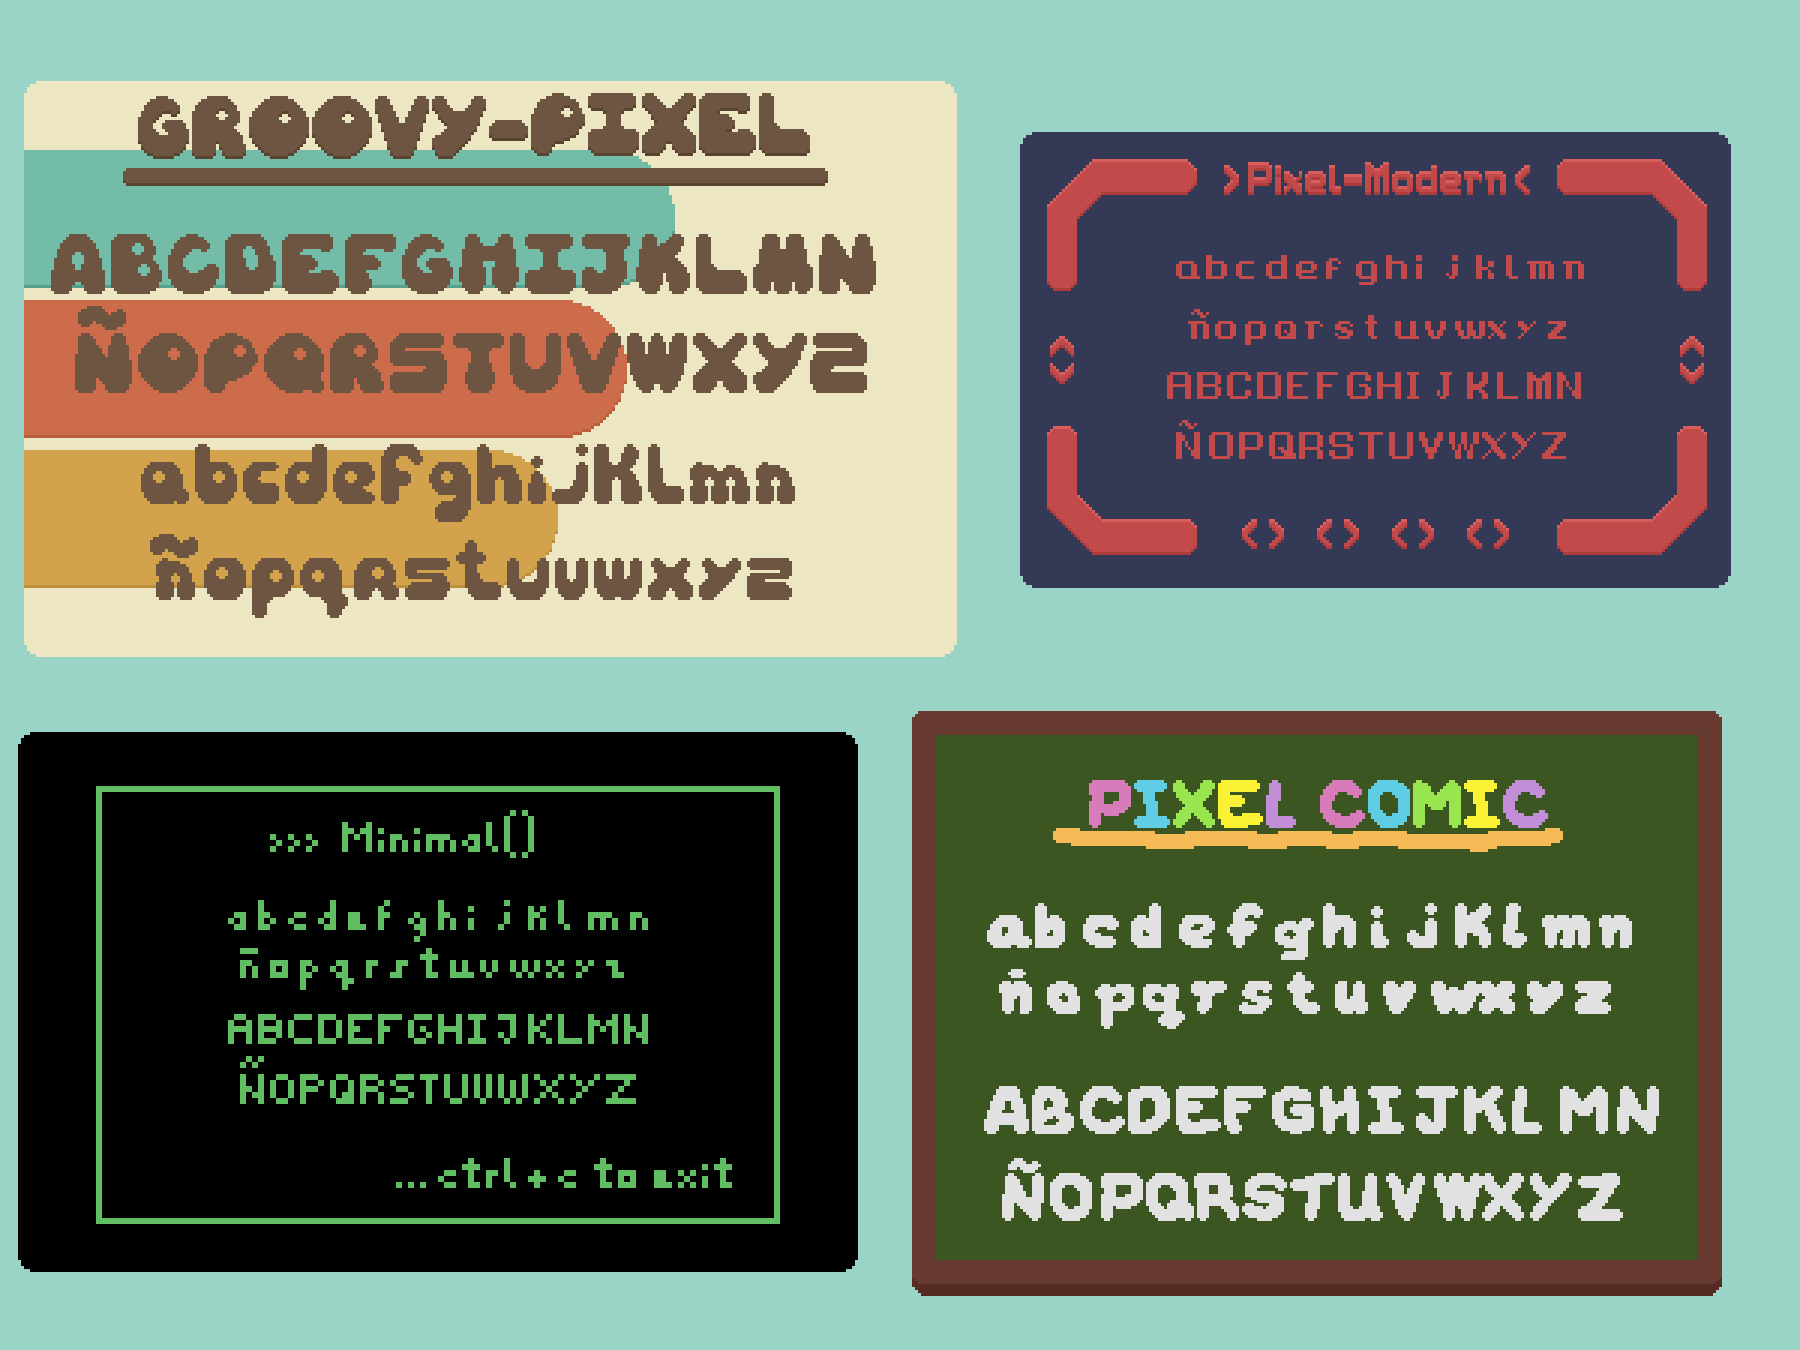 GROOVY-PIXEL
ABCDEFGHIJKLMN
ÑOPQRSTUVWXYZ
abcdefghijklmn
ñopqrstuvwxyz
>Pixel-Modern<
abcdefghijklmn
ñopqrstuvwxyz
ABCDEFGHIJKLMN
ÑOPQRSTUVWXYZ
<> <> <> <>
>>> Minimal()
abcdefghijklmn
ñopqrstuvwxyz
ABCDEFGHIJKLMN
ÑOPQRSTUVWXYZ
...ctrl+c to exit
PIXEL COMIC
abcdefghijklmn
ñopqrstuvwxyz
ABCDEFGHIJKLMN
ÑOPQRSTUVWXYZ